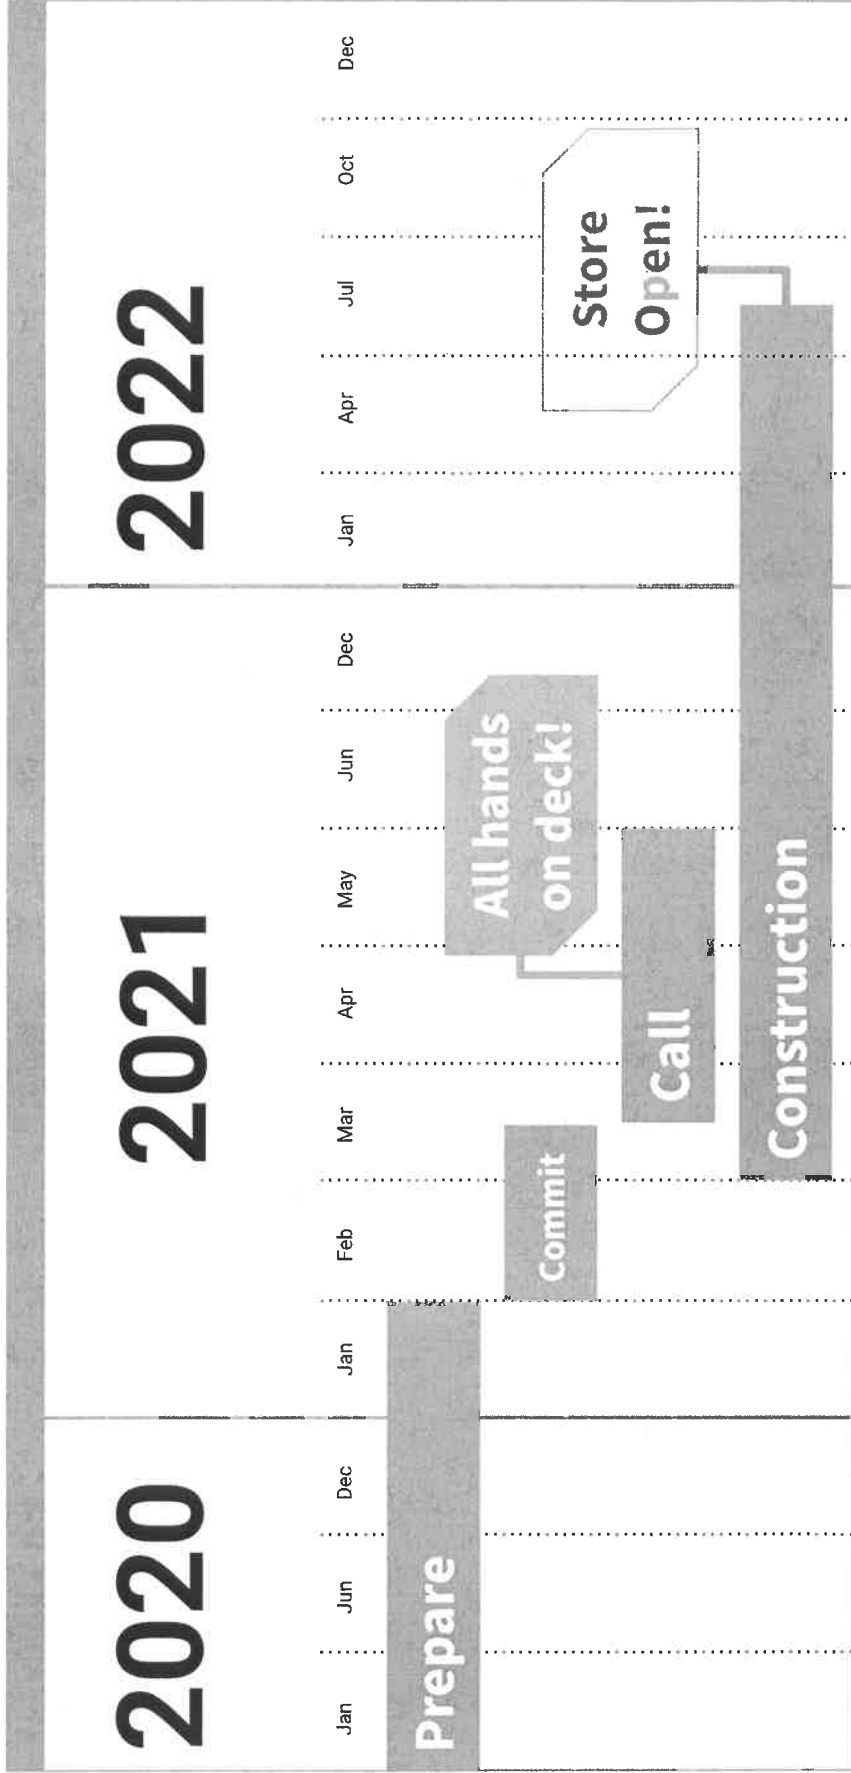 2020 2021 2022
Jan Jun Dec Jan Feb Mar Apr May Jun Dec Jan Apr Jul Oct Dec
Prepare
All hands
on deck!
Commit
Store
Open!
Call
Construction